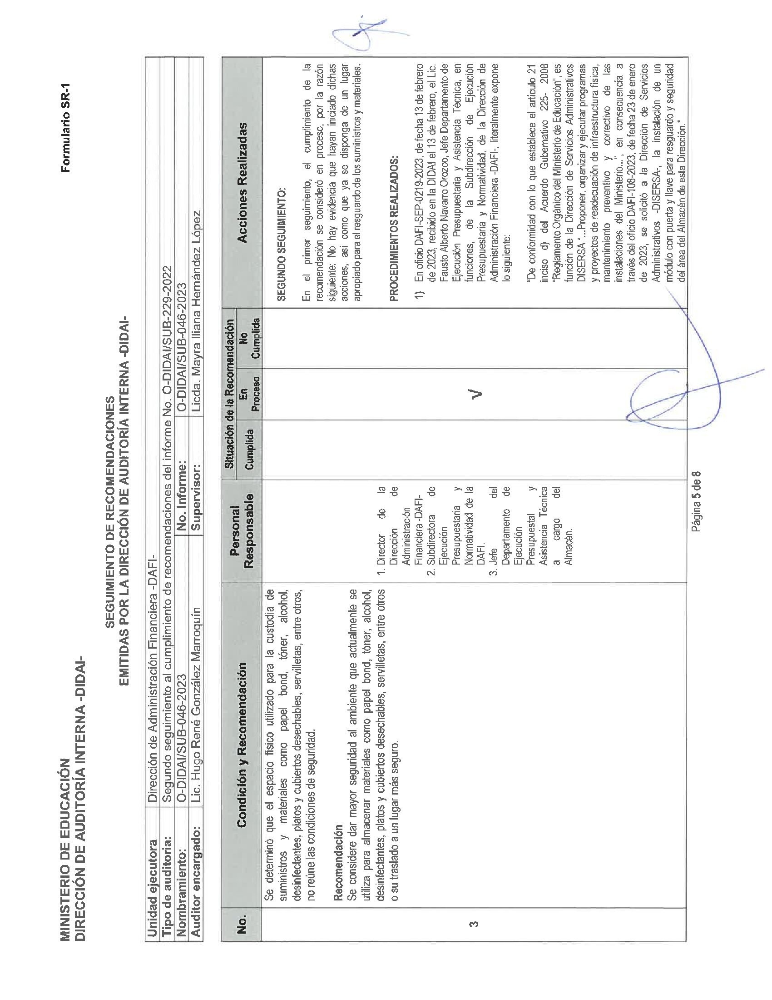 Formulario SR-1
MINISTERIO DE EDUCACIÓN
DIRECCIÓN DE AUDITORÍA INTERNA -DIDAI-
SEGUIMIENTO DE RECOMENDACIONES
EMITIDAS POR LA DIRECCIÓN DE AUDITORÍA INTERNA -DIDAI-
Unidad ejecutora Dirección de Administración Financiera -DAFI-
Tipo de auditoria: Segundo seguimiento al cumplimiento de recomendaciones del informe No. O-DIDAI/SUB-229-2022
Nombramiento: O-DIDAI/SUB-046-2023 No. Informe: O-DIDAI/SUB-046-2023
Auditor encargado: Lic. Hugo René González Marroquín Supervisor: Licda. Mayra Iliana Hernández López
No.
Condición y Recomendación
Personal
Responsable
Situación de la Recomendación
Cumplida
En
Proceso
No
Cumplida
Acciones Realizadas
3
Se determinó que el espacio físico utilizado para la custodia de
suministros y materiales como papel bond, tóner, alcohol,
desinfectantes, platos y cubiertos desechables, servilletas, entre otros,
no reúne las condiciones de seguridad.
Recomendación
Se considere dar mayor seguridad al ambiente que actualmente se
utiliza para almacenar materiales como papel bond, tóner, alcohol,
desinfectantes, platos y cubiertos desechables, servilletas, entre otros
o su traslado a un lugar más seguro.
1. Director de la
Dirección de
Administración
Financiera -DAFI-
2. Subdirectora de
Ejecución
Presupuestaria y
Normatividad de la
DAFI.
3. Jefe del
Departamento de
Ejecución
Presupuestal y
Asistencia Técnica
a cargo del
Almacén.
√
SEGUNDO SEGUIMIENTO:
En el primer seguimiento, el cumplimiento de la
recomendación se consideró en proceso, por la razón
siguiente: No hay evidencia que hayan iniciado dichas
acciones, así como que ya se disponga de un lugar
apropiado para el resguardo de los suministros y materiales.
PROCEDIMIENTOS REALIZADOS:
1) En oficio DAFI-SEP-0219-2023, de fecha 13 de febrero
de 2023, recibido en la DIDAI el 13 de febrero, el Lic.
Fausto Alberto Navarro Orozco, Jefe Departamento de
Ejecución Presupuestaria y Asistencia Técnica, en
funciones, de la Subdirección de Ejecución
Presupuestaria y Normatividad, de la Dirección de
Administración Financiera -DAFI-, literalmente expone
lo siguiente:
"De conformidad con lo que establece el artículo 21
inciso d) del Acuerdo Gubernativo 225- 2008
"Reglamento Orgánico del Ministerio de Educación", es
función de la Dirección de Servicios Administrativos
DISERSA "...Proponer, organizar y ejecutar programas
y proyectos de readecuación de infraestructura física,
mantenimiento preventivo y correctivo de las
instalaciones del Ministerio...", en consecuencia a
través del oficio DAFI-108-2023, de fecha 23 de enero
de 2023, se solicitó a la Dirección de Servicios
Administrativos -DISERSA-, la instalación de un
módulo con puerta y llave para resguardo y seguridad
del área del Almacén de esta Dirección."
Página 5 de 8